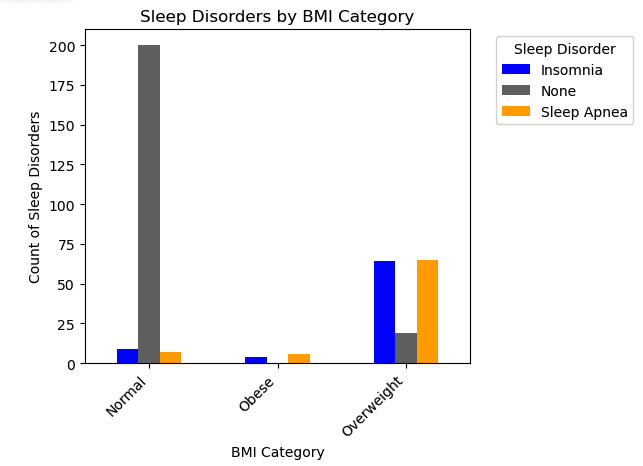 Sleep Disorders by BMI Category
Sleep Disorder
Insomnia
None
Sleep Apnea
Count of Sleep Disorders
200
175
150
125
100
75
50
25
0
Normal
Obese
Overweight
BMI Category